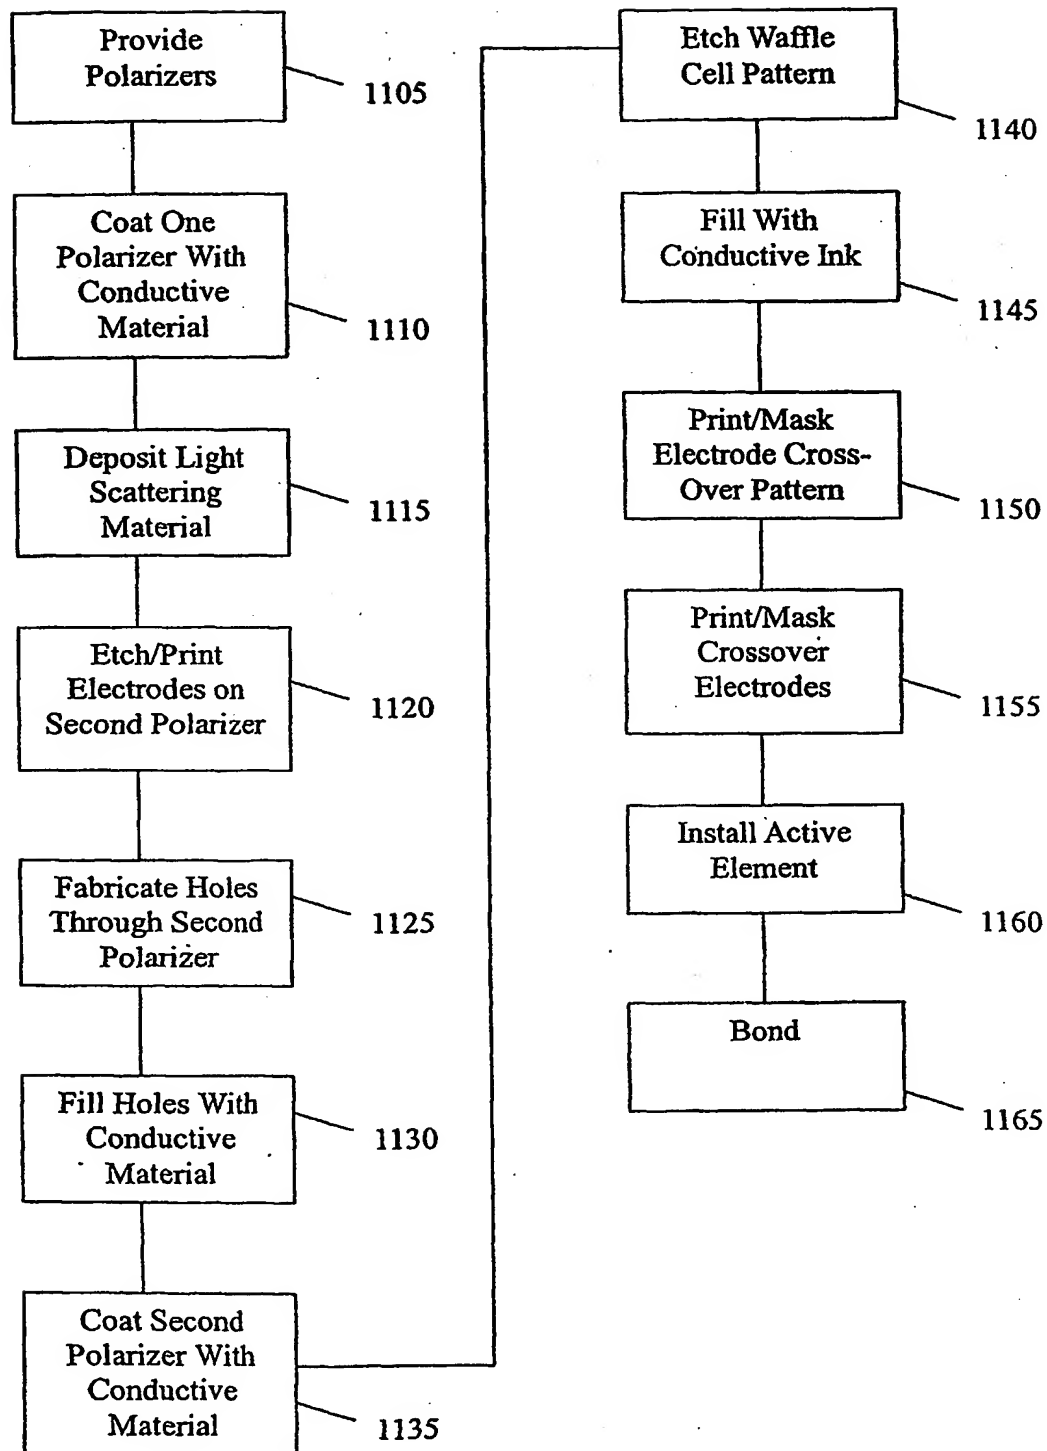 Provide
Polarizers
1105
Coat One
Polarizer With
Conductive
Material
1110
Deposit Light
Scattering
Material
1115
Etch/Print
Electrodes on
Second Polarizer
1120
Fabricate Holes
Through Second
Polarizer
1125
Fill Holes With
Conductive
Material
1130
Coat Second
Polarizer With
Conductive
Material
1135
Etch Waffle
Cell Pattern
1140
Fill With
Conductive Ink
1145
Print/Mask
Electrode Cross-
Over Pattern
1150
Print/Mask
Crossover
Electrodes
1155
Install Active
Element
1160
Bond
1165